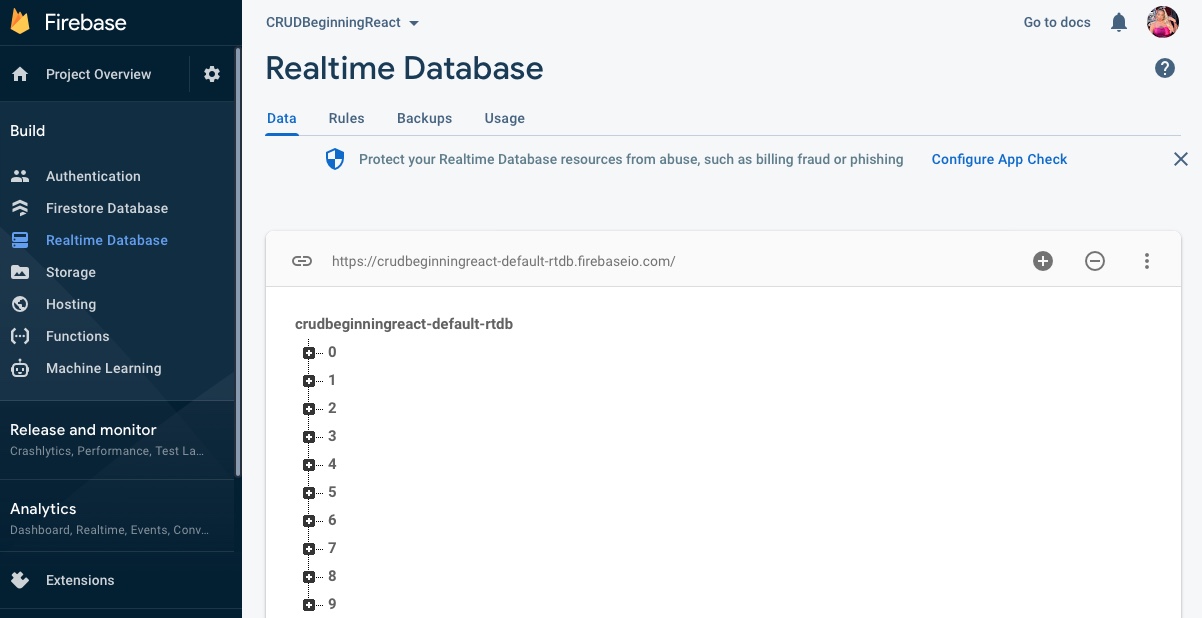 Firebase
Project Overview
Build
Authentication
Firestore Database
Realtime Database
Storage
Hosting
Functions
Machine Learning
Release and monitor
Crashlytics, Performance, Test La...
Analytics
Dashboard, Realtime, Events, Conv...
Extensions
CRUDBeginningReact
Go to docs
Realtime Database
?
Data Rules Backups Usage
Protect your Realtime Database resources from abuse, such as billing fraud or phishing Configure App Check
https://crudbeginningreact-default-rtdb.firebaseio.com/
crudbeginningreact-default-rtdb
0
1
2
3
4
5
6
7
8
9